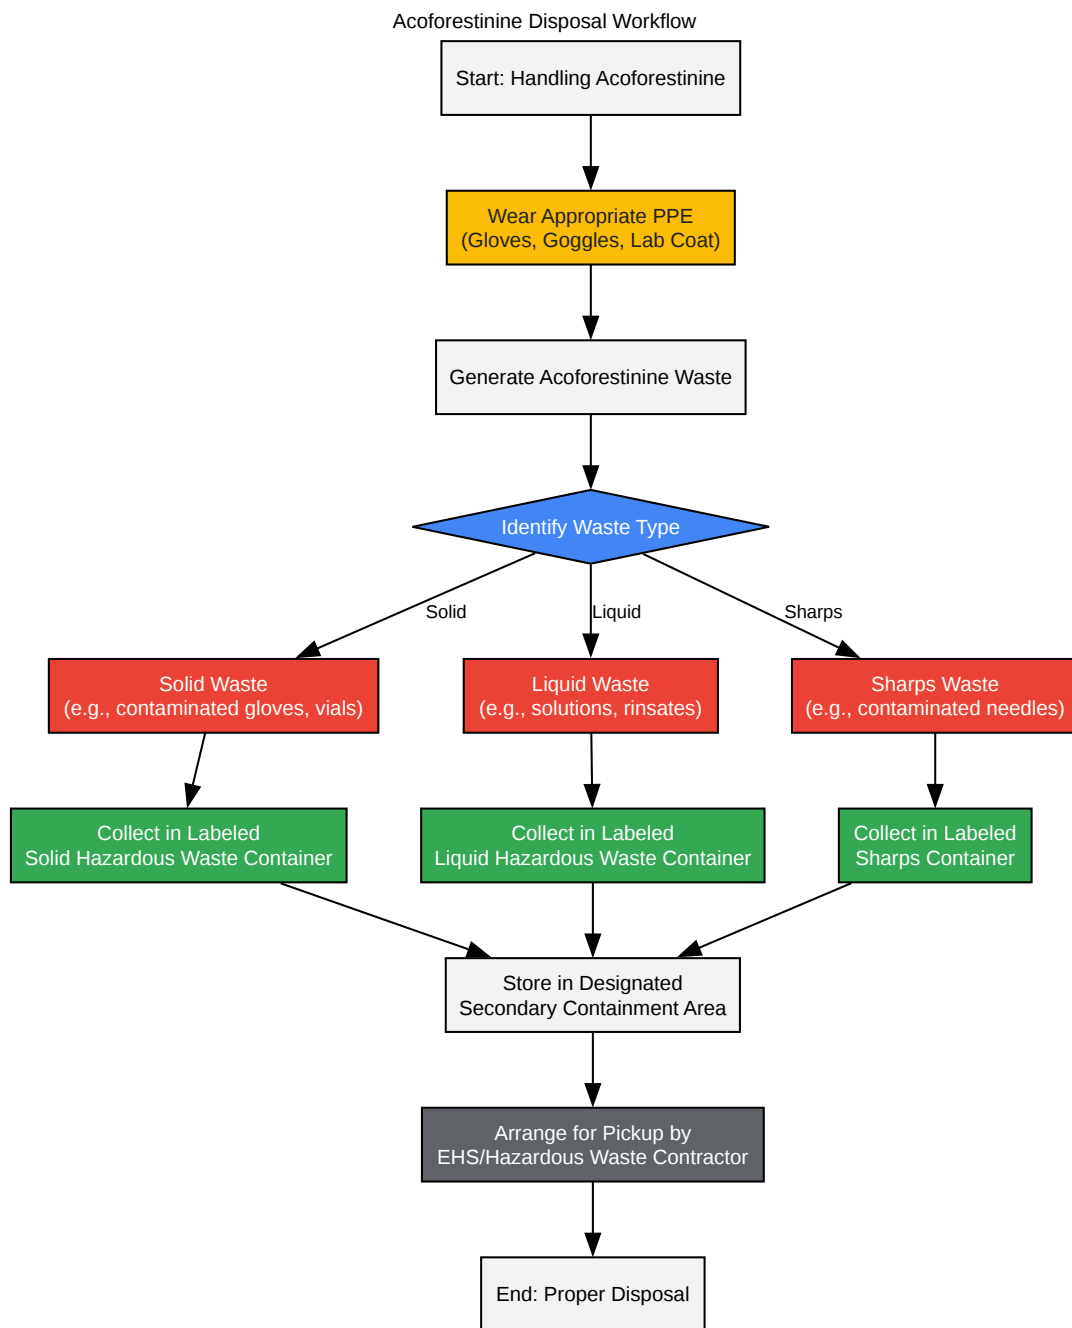 Acoforestinine Disposal Workflow
Start: Handling Acoforestinine
Wear Appropriate PPE
(Gloves, Goggles, Lab Coat)
Generate Acoforestinine Waste
Identify Waste Type
Solid
Liquid
Sharps
Solid Waste
(e.g., contaminated gloves, vials)
Liquid Waste
(e.g., solutions, rinsates)
Sharps Waste
(e.g., contaminated needles)
Collect in Labeled
Solid Hazardous Waste Container
Collect in Labeled
Liquid Hazardous Waste Container
Collect in Labeled
Sharps Container
Store in Designated
Secondary Containment Area
Arrange for Pickup by
EHS/Hazardous Waste Contractor
End: Proper Disposal